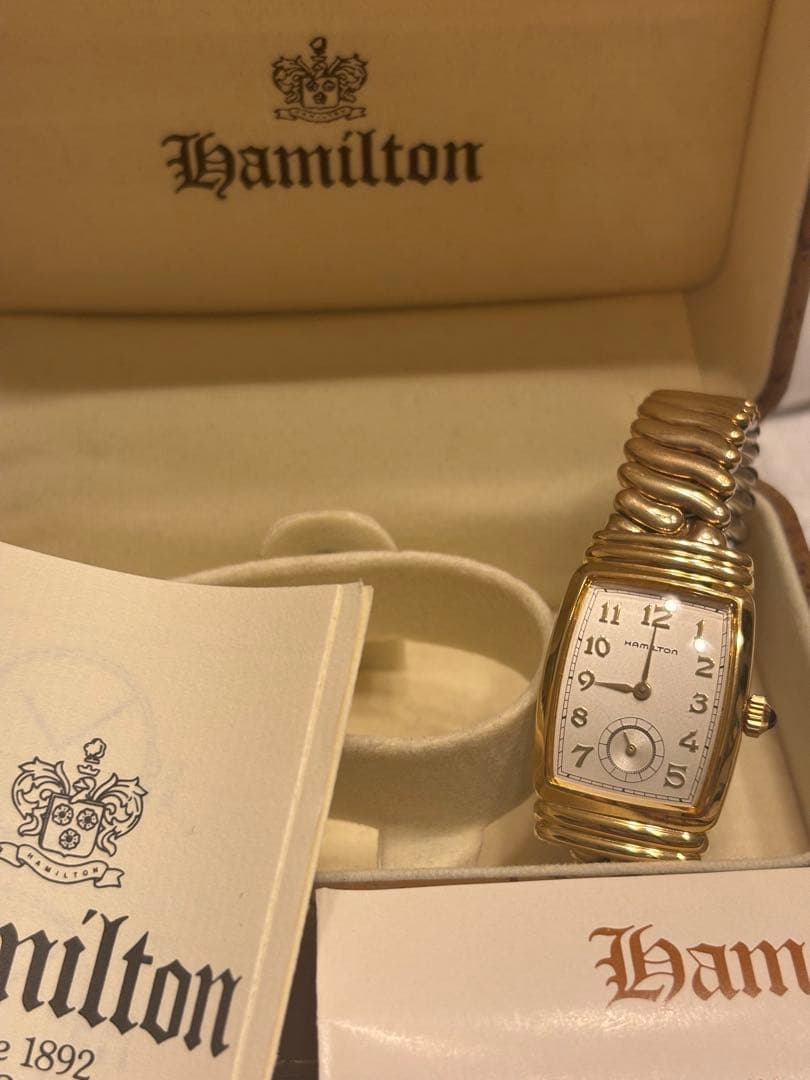 Hamilton
11 12 1
10 HAMILTON 2
9 3
8 4
7 5
HAMILTON
milton
e 1892
Ham